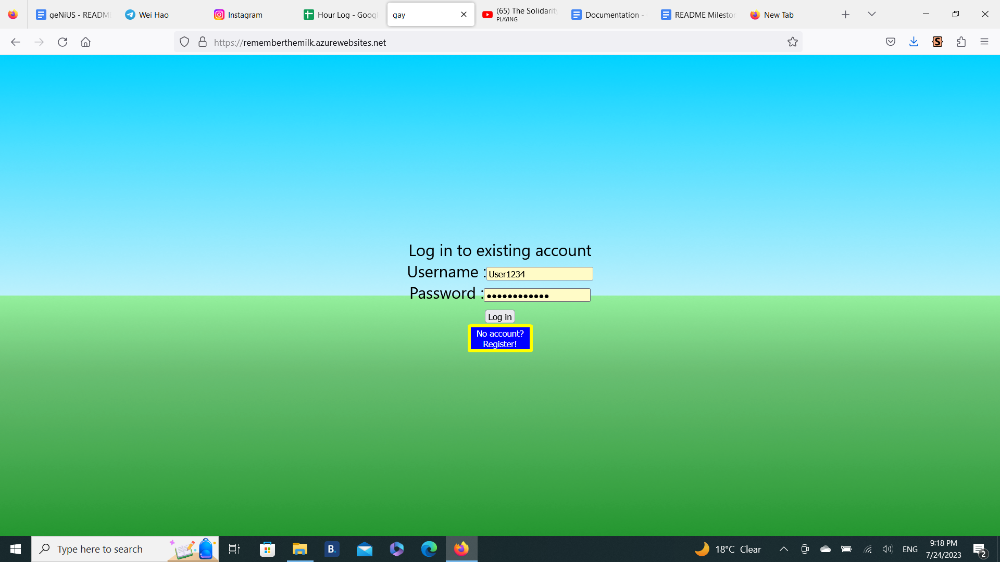 geNiUS - READM
Wei Hao
Instagram
Hour Log - Goog
gay
(65) The Solidarit
PLAYING
Documentation -
README Milesto
New Tab
https://rememberthemilk.azurewebsites.net
Log in to existing account
Username :User1234
Password :••••••••••••
Log in
No account?
Register!
Type here to search
B.
18°C Clear
ENG
9:18 PM
7/24/2023
2